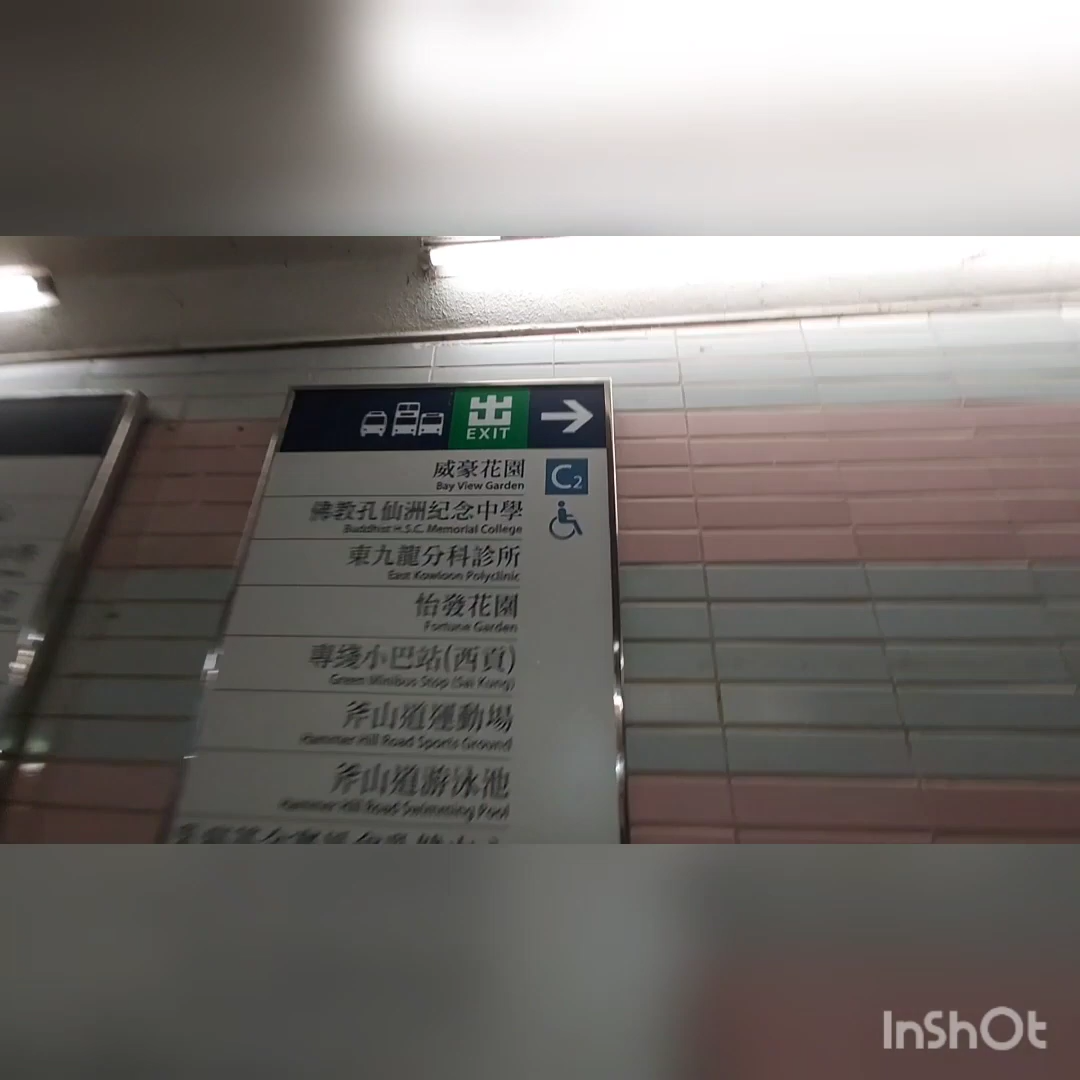 出
EXIT
威豪花園
Bay View Garden
C2
佛教孔仙洲紀念中學
Buddhist H.S.C. Memorial College
東九龍分科診所
East Kowloon Polyclinic
怡發花園
Fortune Garden
專綫小巴站(西貢)
Green Minibus Stop (Sai Kung)
斧山道運動場
Hammer Hill Road Sports Ground
斧山道游泳池
Hammer Hill Road Swimming Pool
InShOt